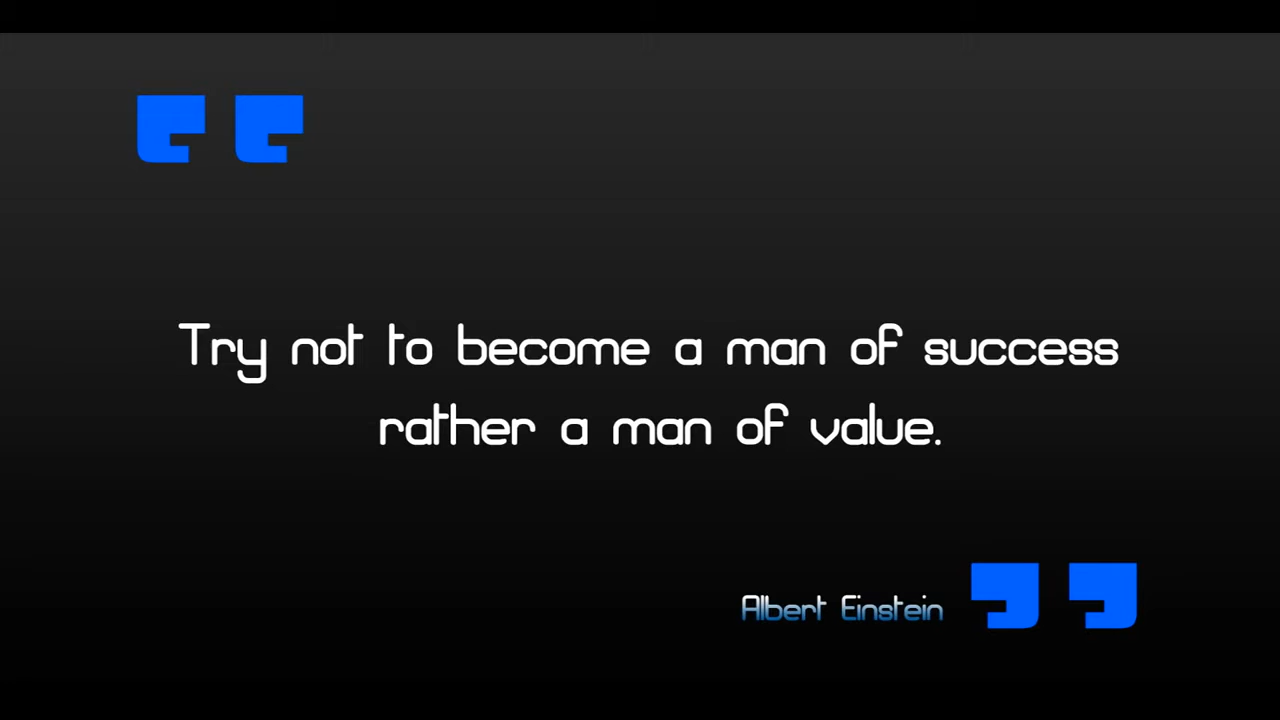 Try not to become a man of success
rather a man of value.
Albert Einstein